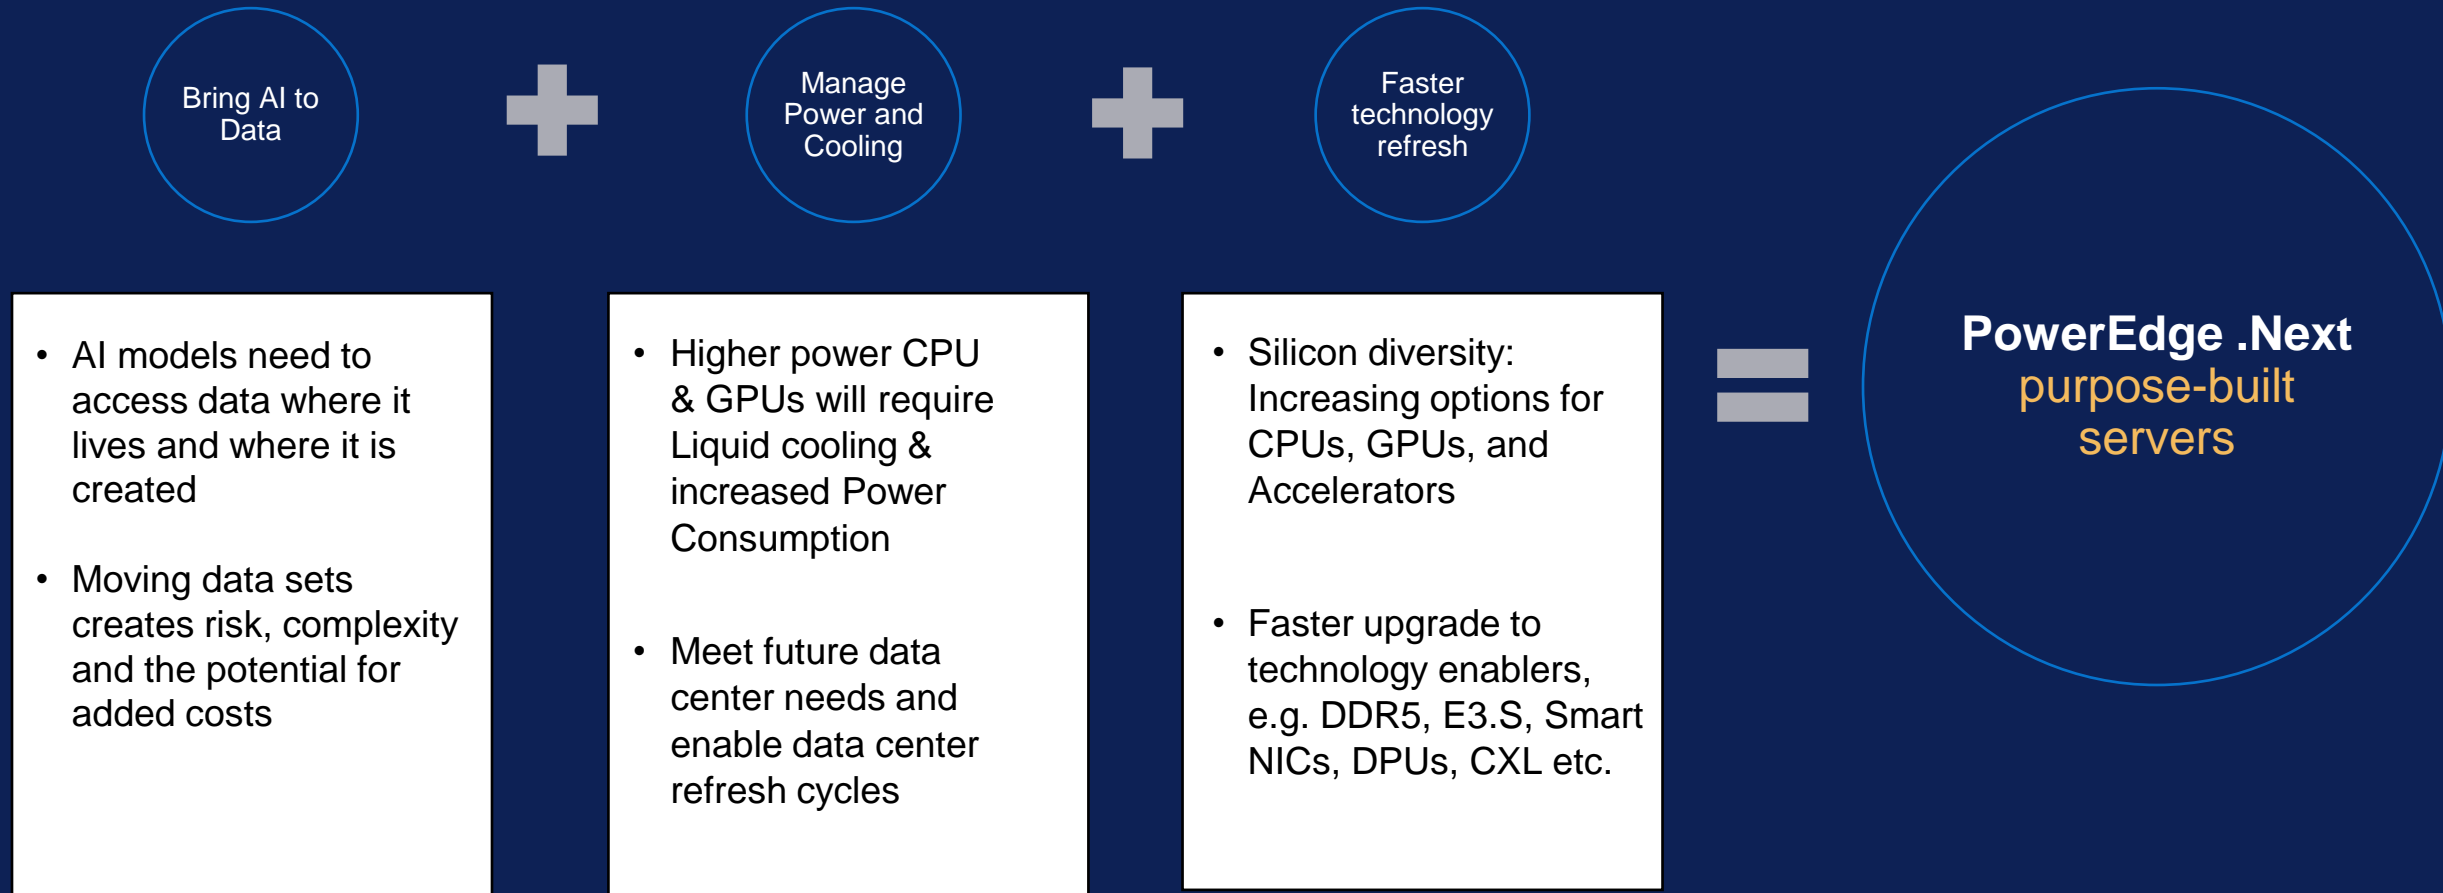 Bring AI to
Data
Manage
Power and
Cooling
Faster
technology
refresh
• AI models need to
access data where it
lives and where it is
created
• Moving data sets
creates risk, complexity
and the potential for
added costs
• Higher power CPU
& GPUs will require
Liquid cooling &
increased Power
Consumption
• Meet future data
center needs and
enable data center
refresh cycles
• Silicon diversity:
Increasing options for
CPUs, GPUs, and
Accelerators
• Faster upgrade to
technology enablers,
e.g. DDR5, E3.S, Smart
NICs, DPUs, CXL etc.
PowerEdge .Next
purpose-built
servers